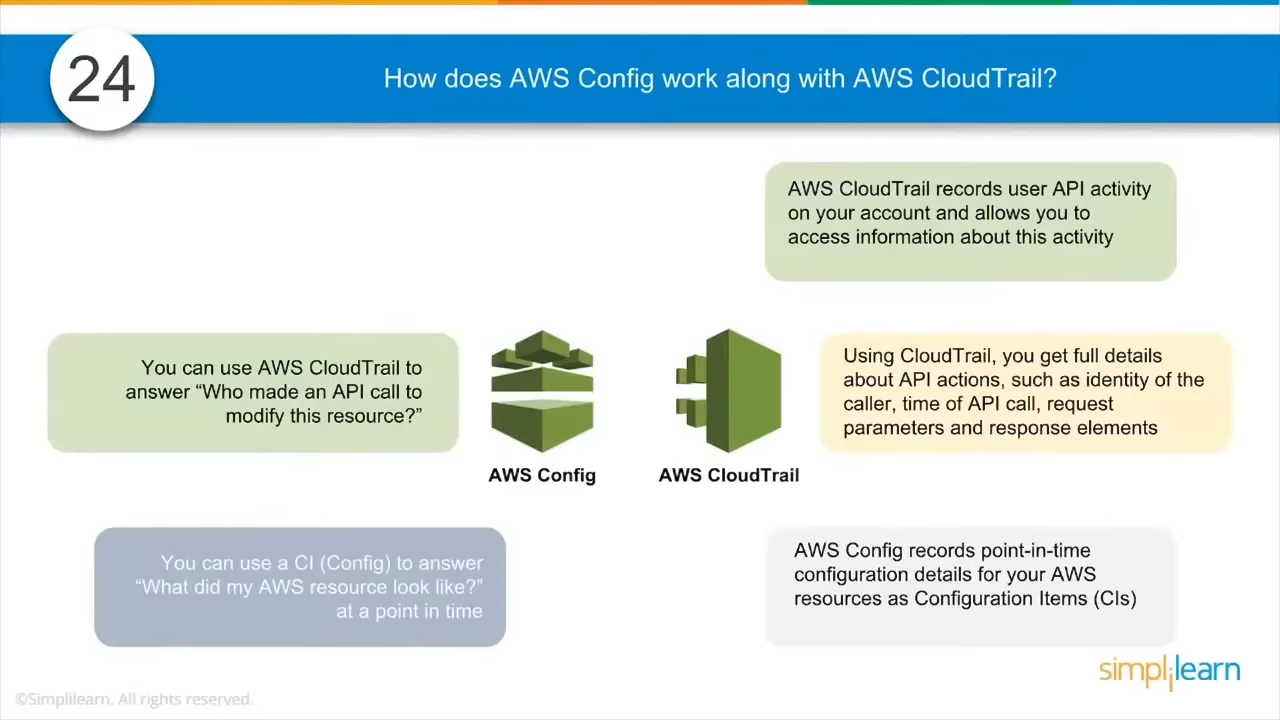 24
How does AWS Config work along with AWS CloudTrail?
AWS CloudTrail records user API activity
on your account and allows you to
access information about this activity
You can use AWS CloudTrail to
answer “Who made an API call to
modify this resource?”
AWS Config
AWS CloudTrail
Using CloudTrail, you get full details
about API actions, such as identity of the
caller, time of API call, request
parameters and response elements
You can use a CI (Config) to answer
“What did my AWS resource look like?”
at a point in time
AWS Config records point-in-time
configuration details for your AWS
resources as Configuration Items (CIs)
simplilearn
©Simplilearn. All rights reserved.